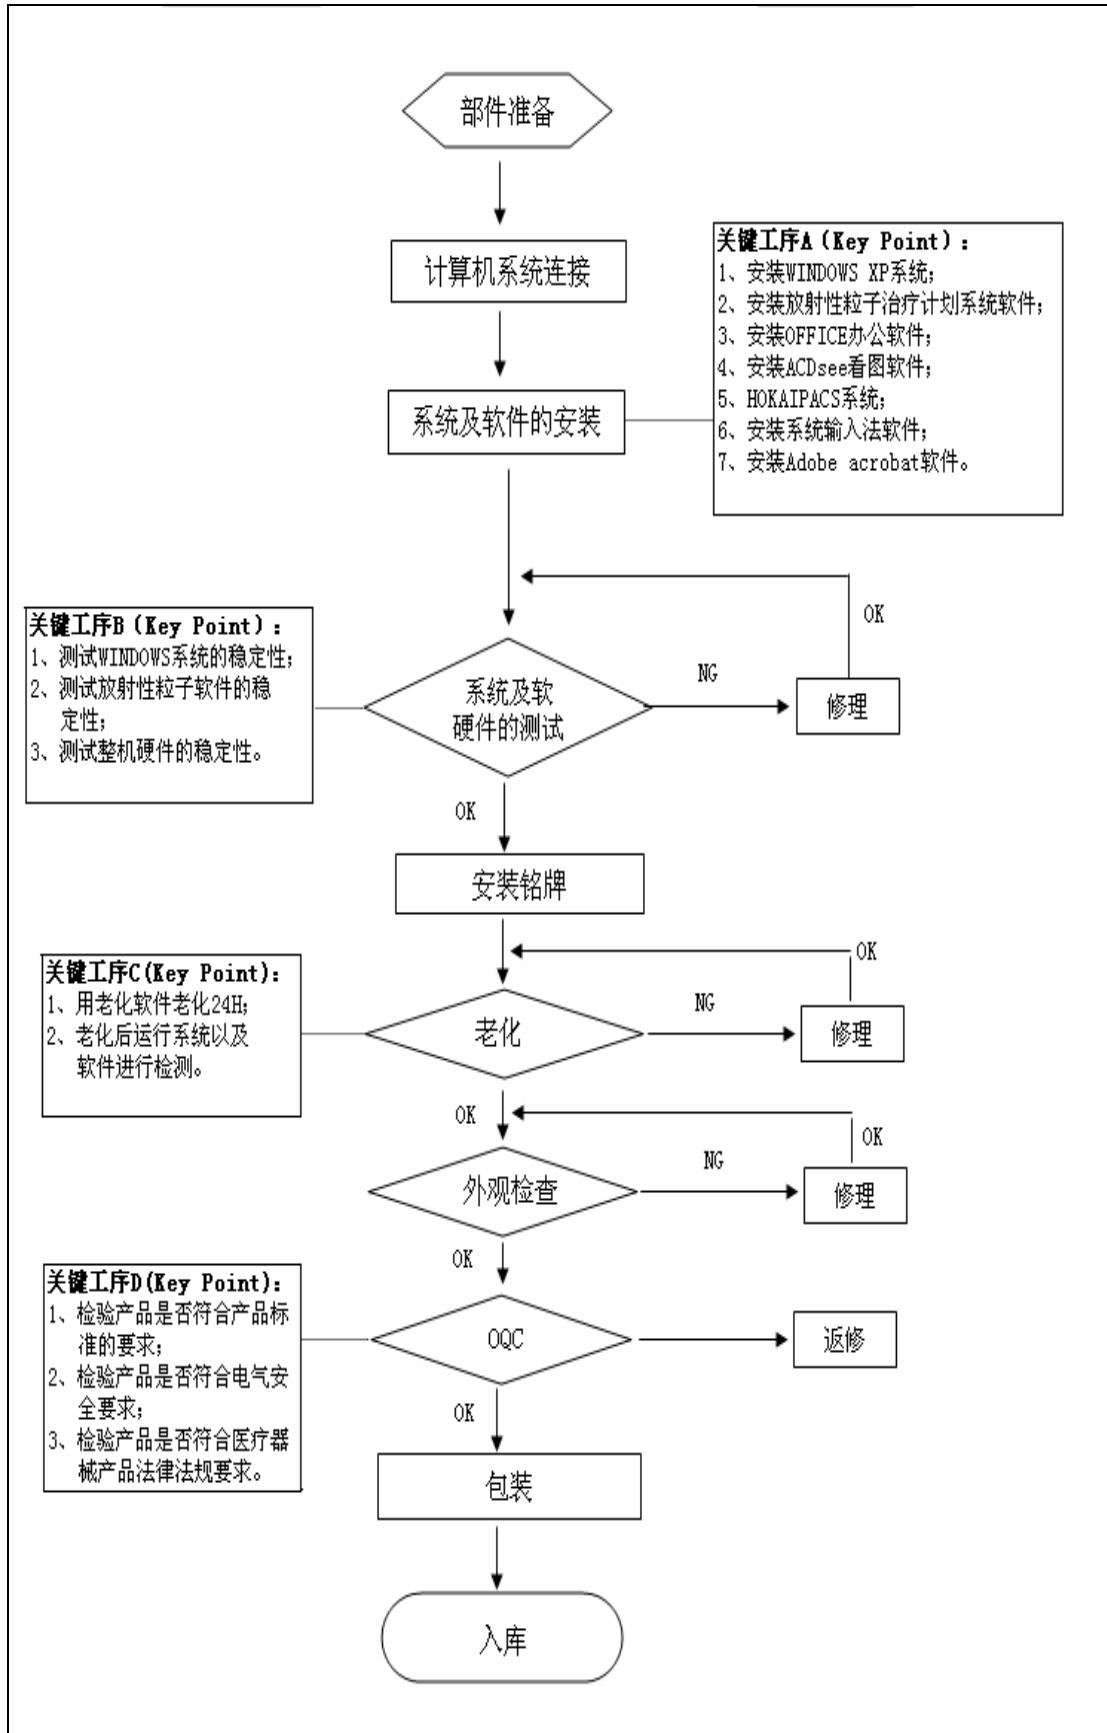 部件准备
计算机系统连接
关键工序A（Key Point）：
1、安装WINDOWS XP系统；
2、安装放射性粒子治疗计划系统软件；
3、安装OFFICE办公软件；
4、安装ACDsee看图软件；
5、HOKAIPACS系统；
6、安装系统输入法软件；
7、安装Adobe acrobat软件。
系统及软件的安装
OK
关键工序B（Key Point）：
1、测试WINDOWS系统的稳定性；
2、测试放射性粒子软件的稳
定性；
3、测试整机硬件的稳定性。
系统及软
硬件的测试
NG
修理
OK
安装铭牌
OK
关键工序C(Key Point)：
1、用老化软件老化24H；
2、老化后运行系统以及
软件进行检测。
老化
NG
修理
OK
OK
外观检查
NG
修理
OK
关键工序D(Key Point)：
1、检验产品是否符合产品标
准的要求；
2、检验产品是否符合电气安
全要求；
3、检验产品是否符合医疗器
械产品法律法规要求。
OQC
返修
OK
包装
入库